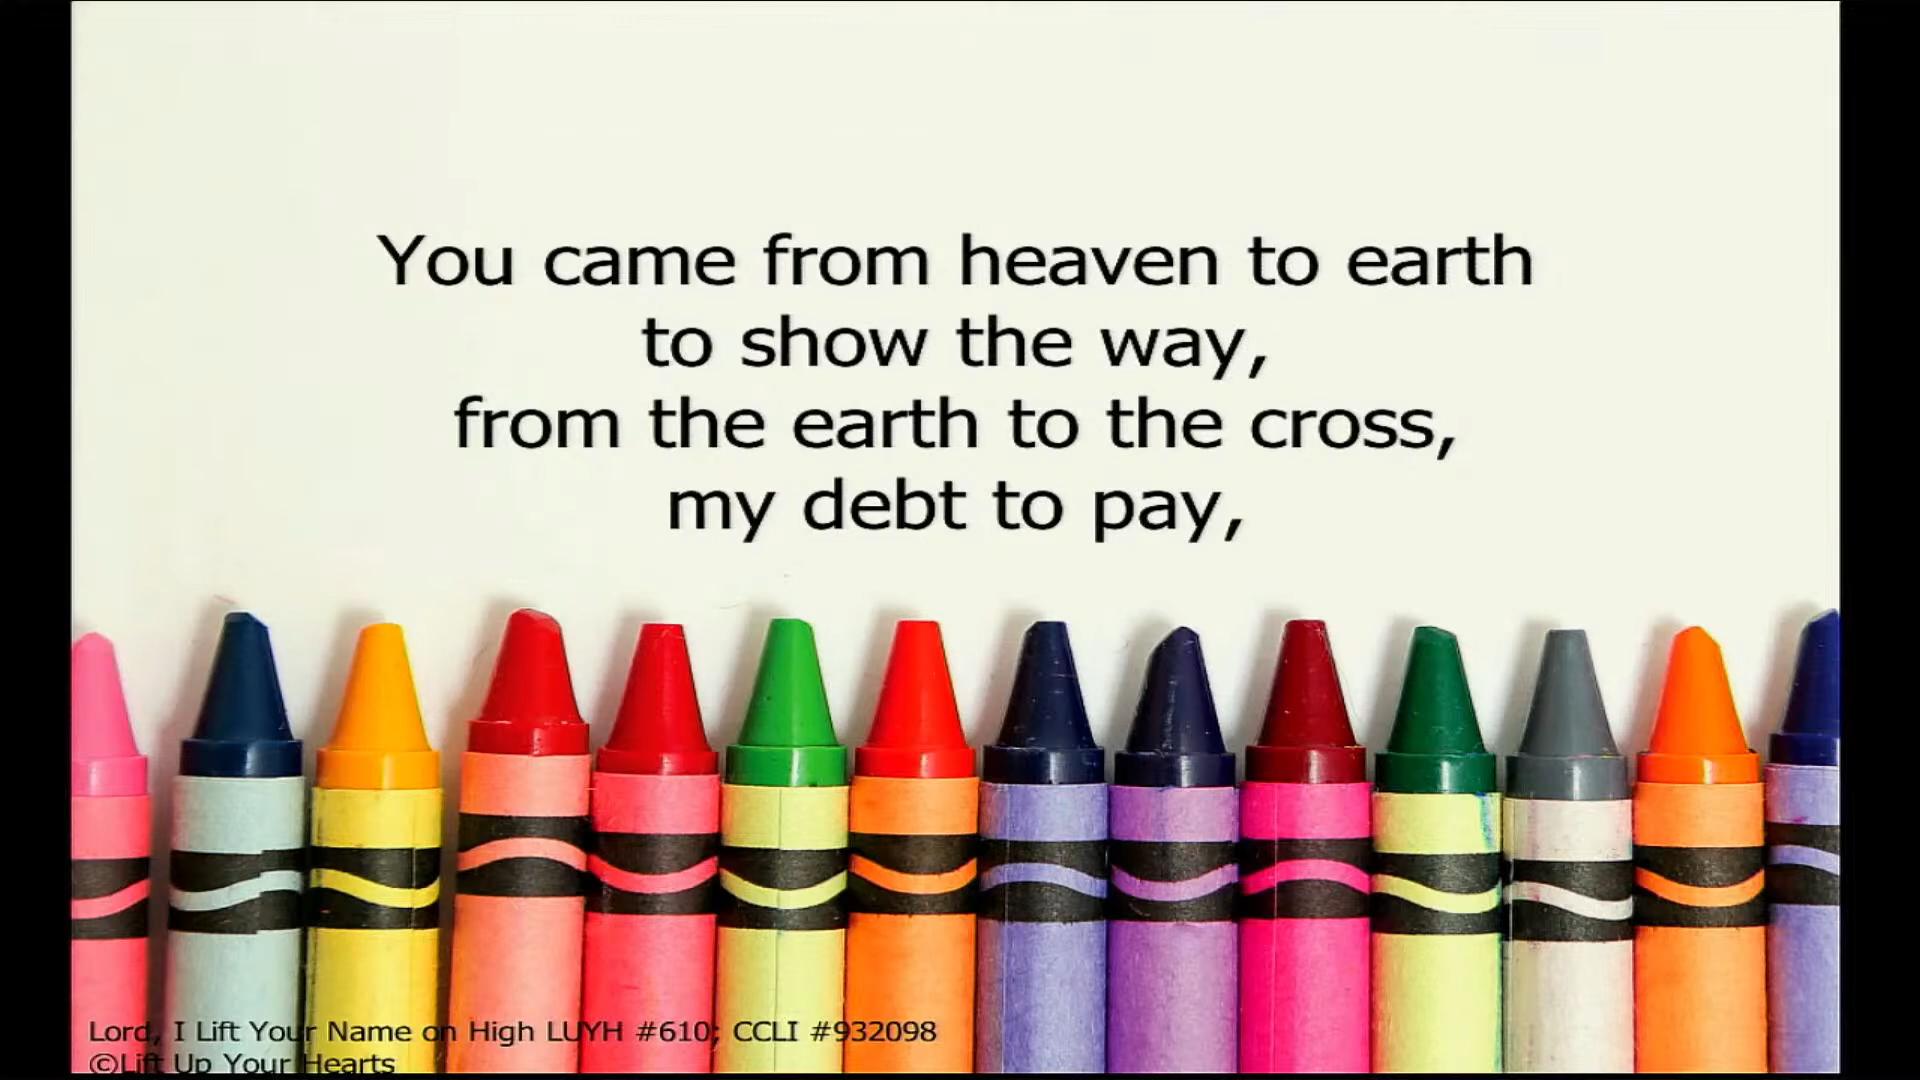 You came from heaven to earth
to show the way,
from the earth to the cross,
my debt to pay,
Lord, I Lift Your Name on High LUYH #610; CCLI #932098
©Lift Up Your Hearts